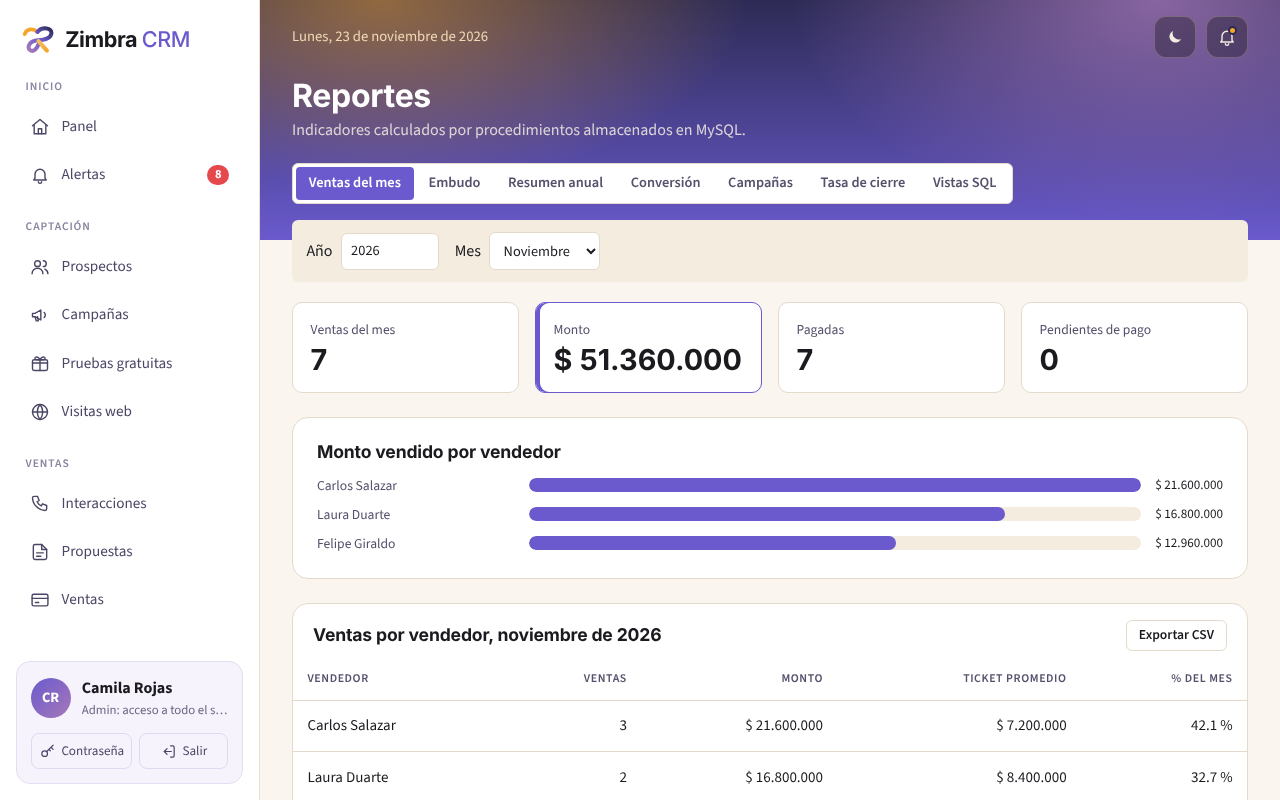 Zimbra CRM
INICIO
Panel
Alertas
8
CAPTACIÓN
Prospectos
Campañas
Pruebas gratuitas
Visitas web
VENTAS
Interacciones
Propuestas
Ventas
CR
Camila Rojas
Admin: acceso a todo el s…
Contraseña
Salir
Lunes, 23 de noviembre de 2026
Reportes
Indicadores calculados por procedimientos almacenados en MySQL.
Ventas del mes Embudo Resumen anual Conversión Campañas Tasa de cierre Vistas SQL
Año 2026 Mes Noviembre
Ventas del mes
7
Monto
$ 51.360.000
Pagadas
7
Pendientes de pago
0
Monto vendido por vendedor
Carlos Salazar $ 21.600.000
Laura Duarte $ 16.800.000
Felipe Giraldo $ 12.960.000
Ventas por vendedor, noviembre de 2026
Exportar CSV
VENDEDOR VENTAS MONTO TICKET PROMEDIO % DEL MES
Carlos Salazar 3 $ 21.600.000 $ 7.200.000 42.1 %
Laura Duarte 2 $ 16.800.000 $ 8.400.000 32.7 %